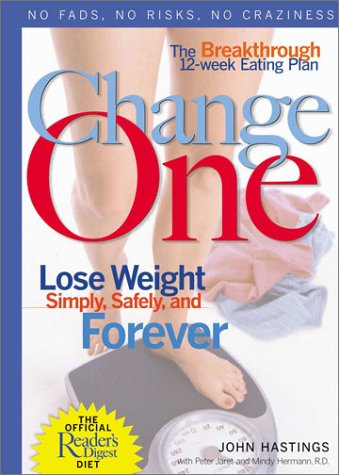 NO FADS, NO RISKS, NO CRAZINESS
The Breakthrough
12-week Eating Plan
Change
One
Lose Weight
Simply, Safely, and
Forever
THE
OFFICIAL
Reader's
Digest
DIET
JOHN HASTINGS
with Peter Jaret and Mindy Hermann, R.D.